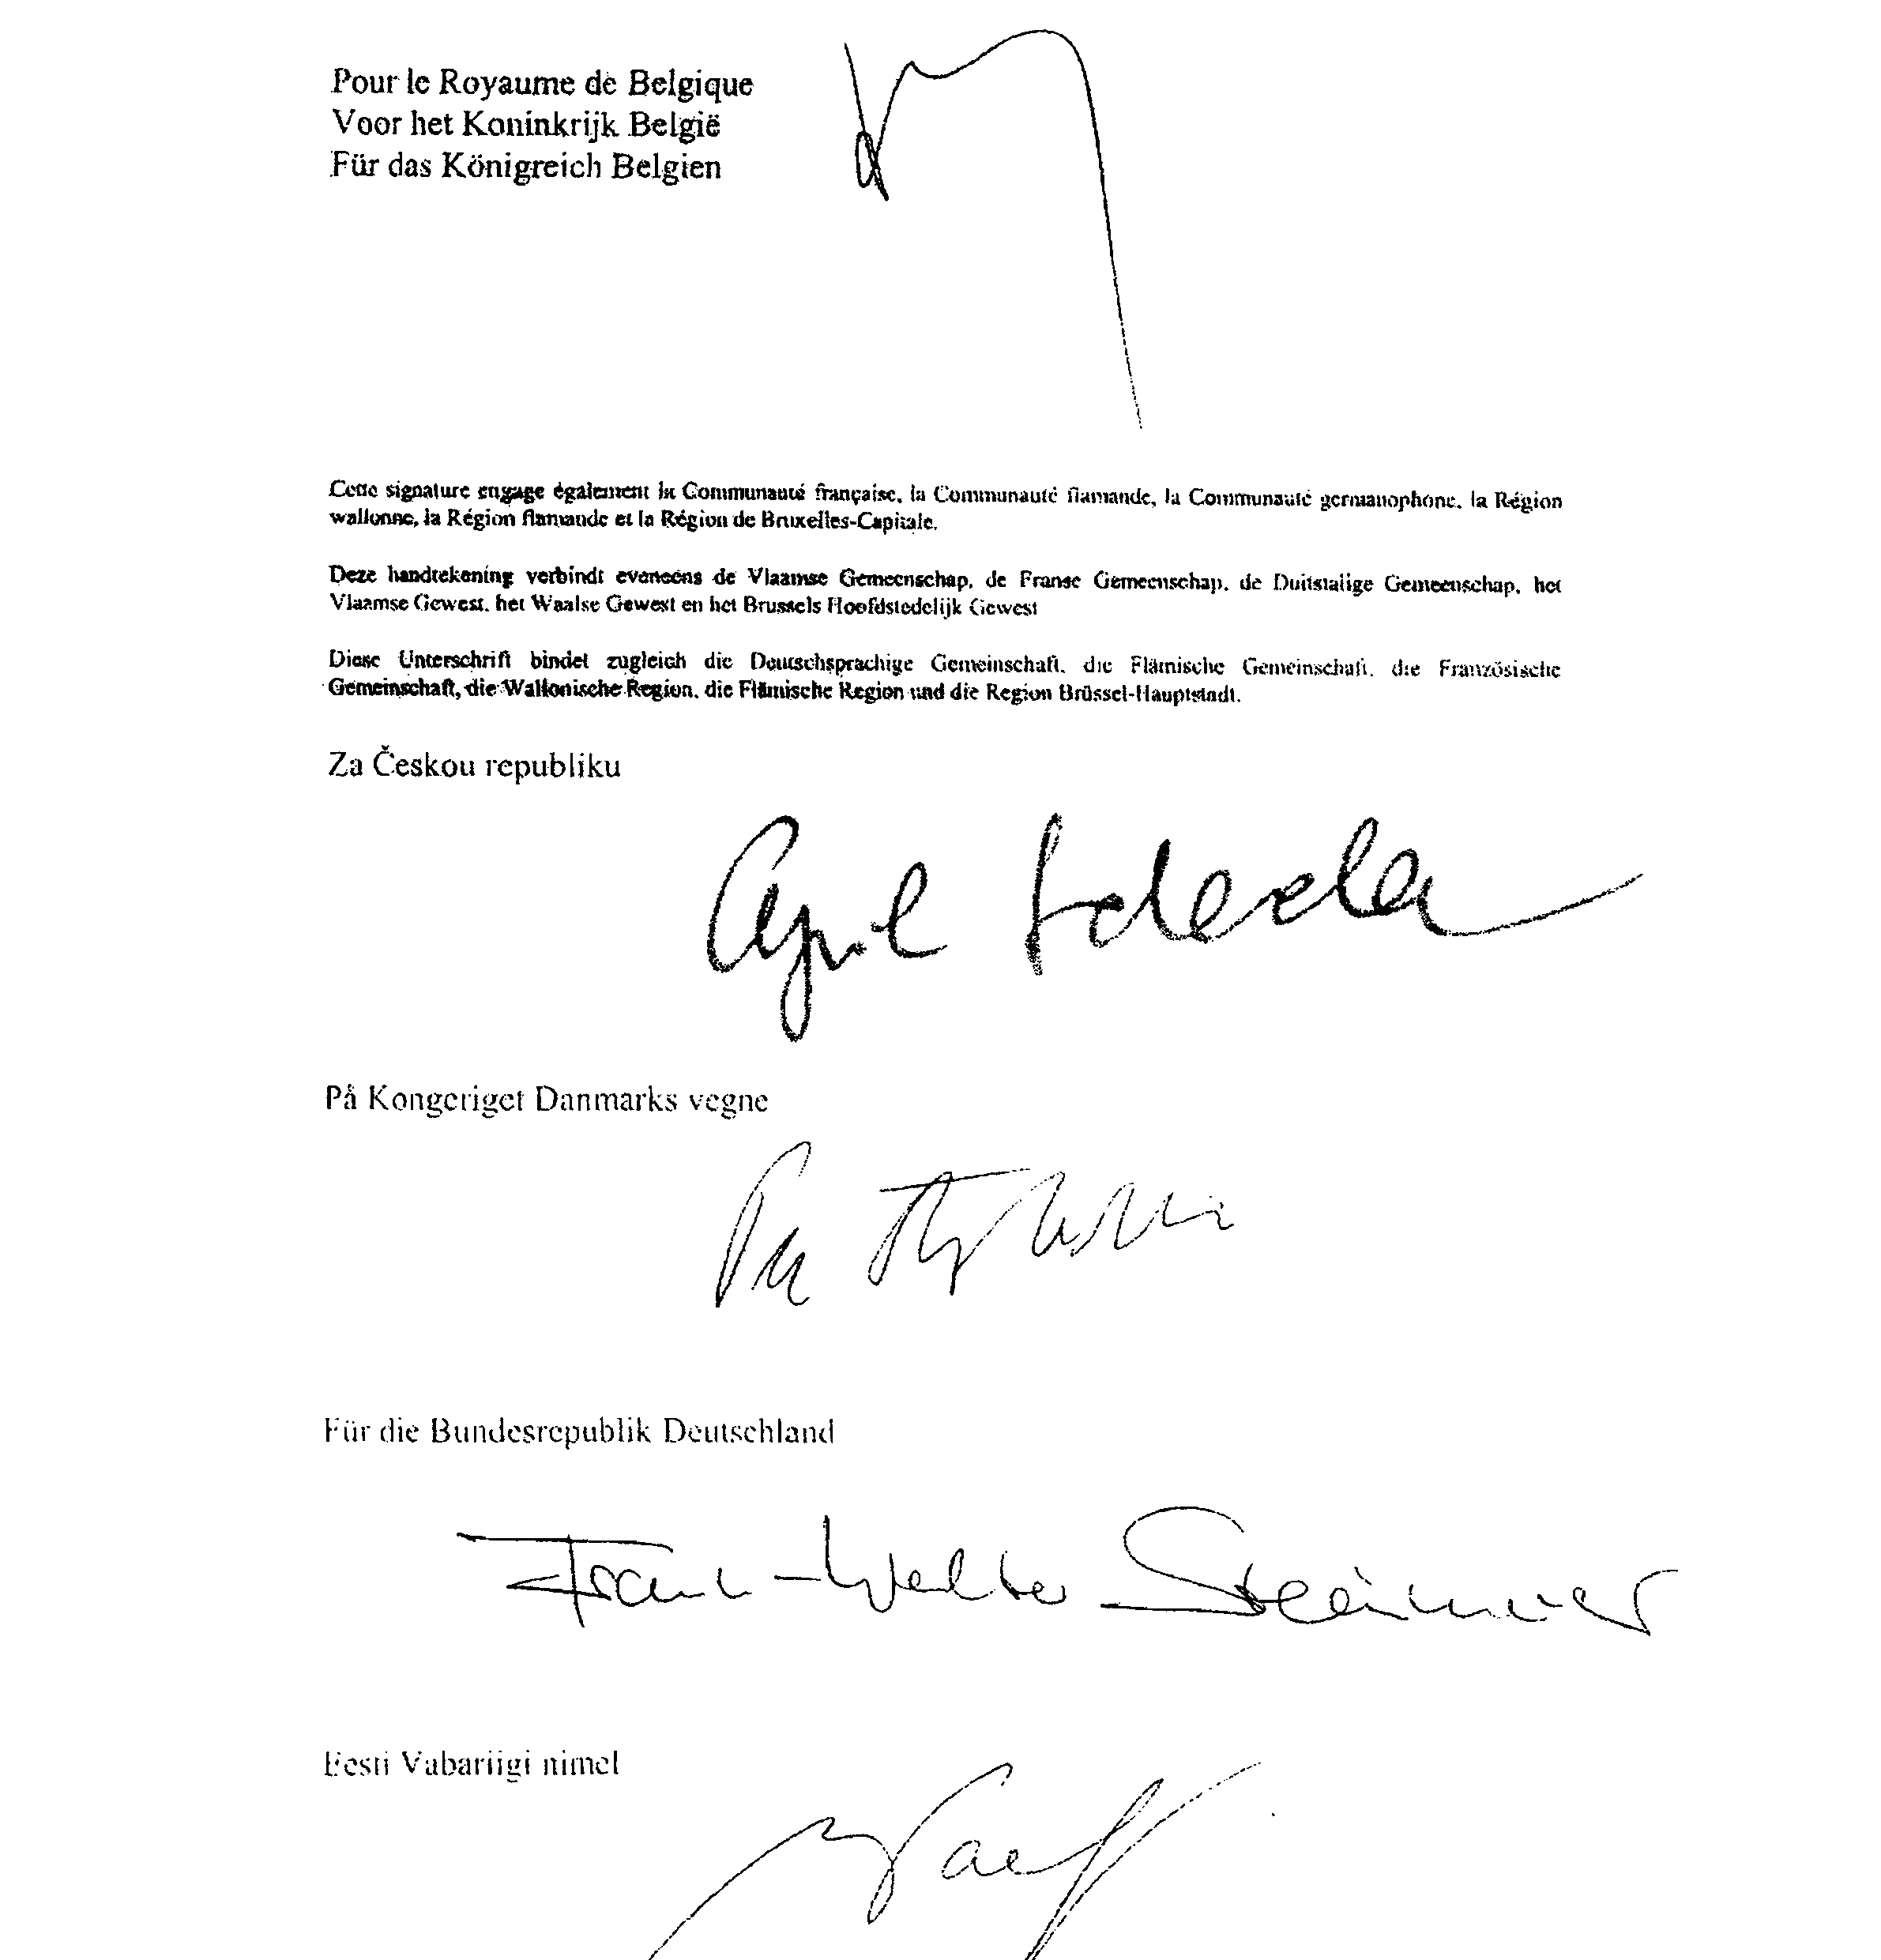 Pour le Royaume de Belgique
Voor het Koninkrijk België
Für das Königreich Belgien
Cette signature engage également la Communauté française, la Communauté flamande, la Communauté germanophone, la Région
wallonne, la Région flamande et la Région de Bruxelles-Capitale.
Deze handtekening verbindt eveneens de Vlaamse Gemeenschap, de Franse Gemeenschap, de Duitstalige Gemeenschap, het
Vlaamse Gewest, het Waalse Gewest en het Brussels Hoofdstedelijk Gewest
Diese Unterschrift bindet zugleich die Deutschsprachige Gemeinschaft, die Flämische Gemeinschaft, die Französische
Gemeinschaft, die Wallonische Region, die Flämische Region und die Region Brüssel-Hauptstadt.
Za Českou republiku
På Kongeriget Danmarks vegne
Für die Bundesrepublik Deutschland
Frank-Walter Steinmeier
Eesti Vabariigi nimel